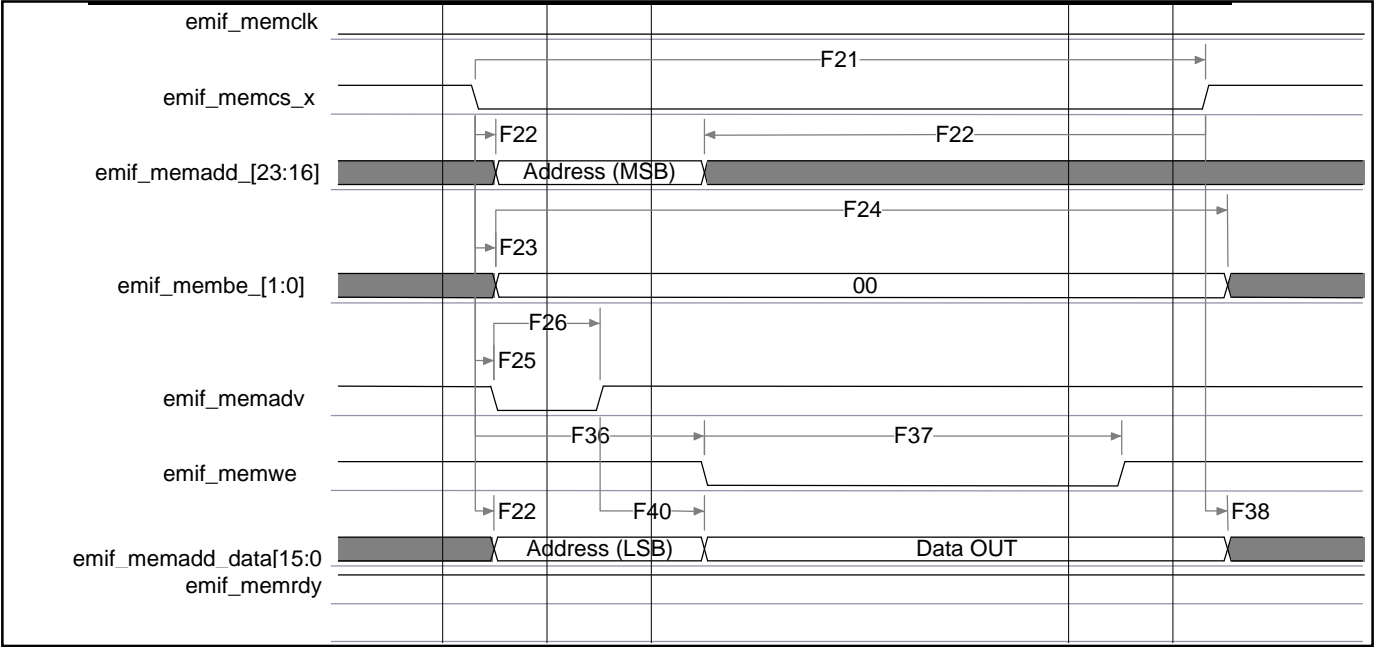 emif_memclk
F21
emif_memcs_x
F22 F22
emif_memadd_[23:16] Address (MSB)
F24
F23
emif_membe_[1:0] 00
F26
F25
emif_memadv
F36 F37
emif_memwe
F22 F40 F38
emif_memadd_data[15:0 Address (LSB) Data OUT
emif_memrdy